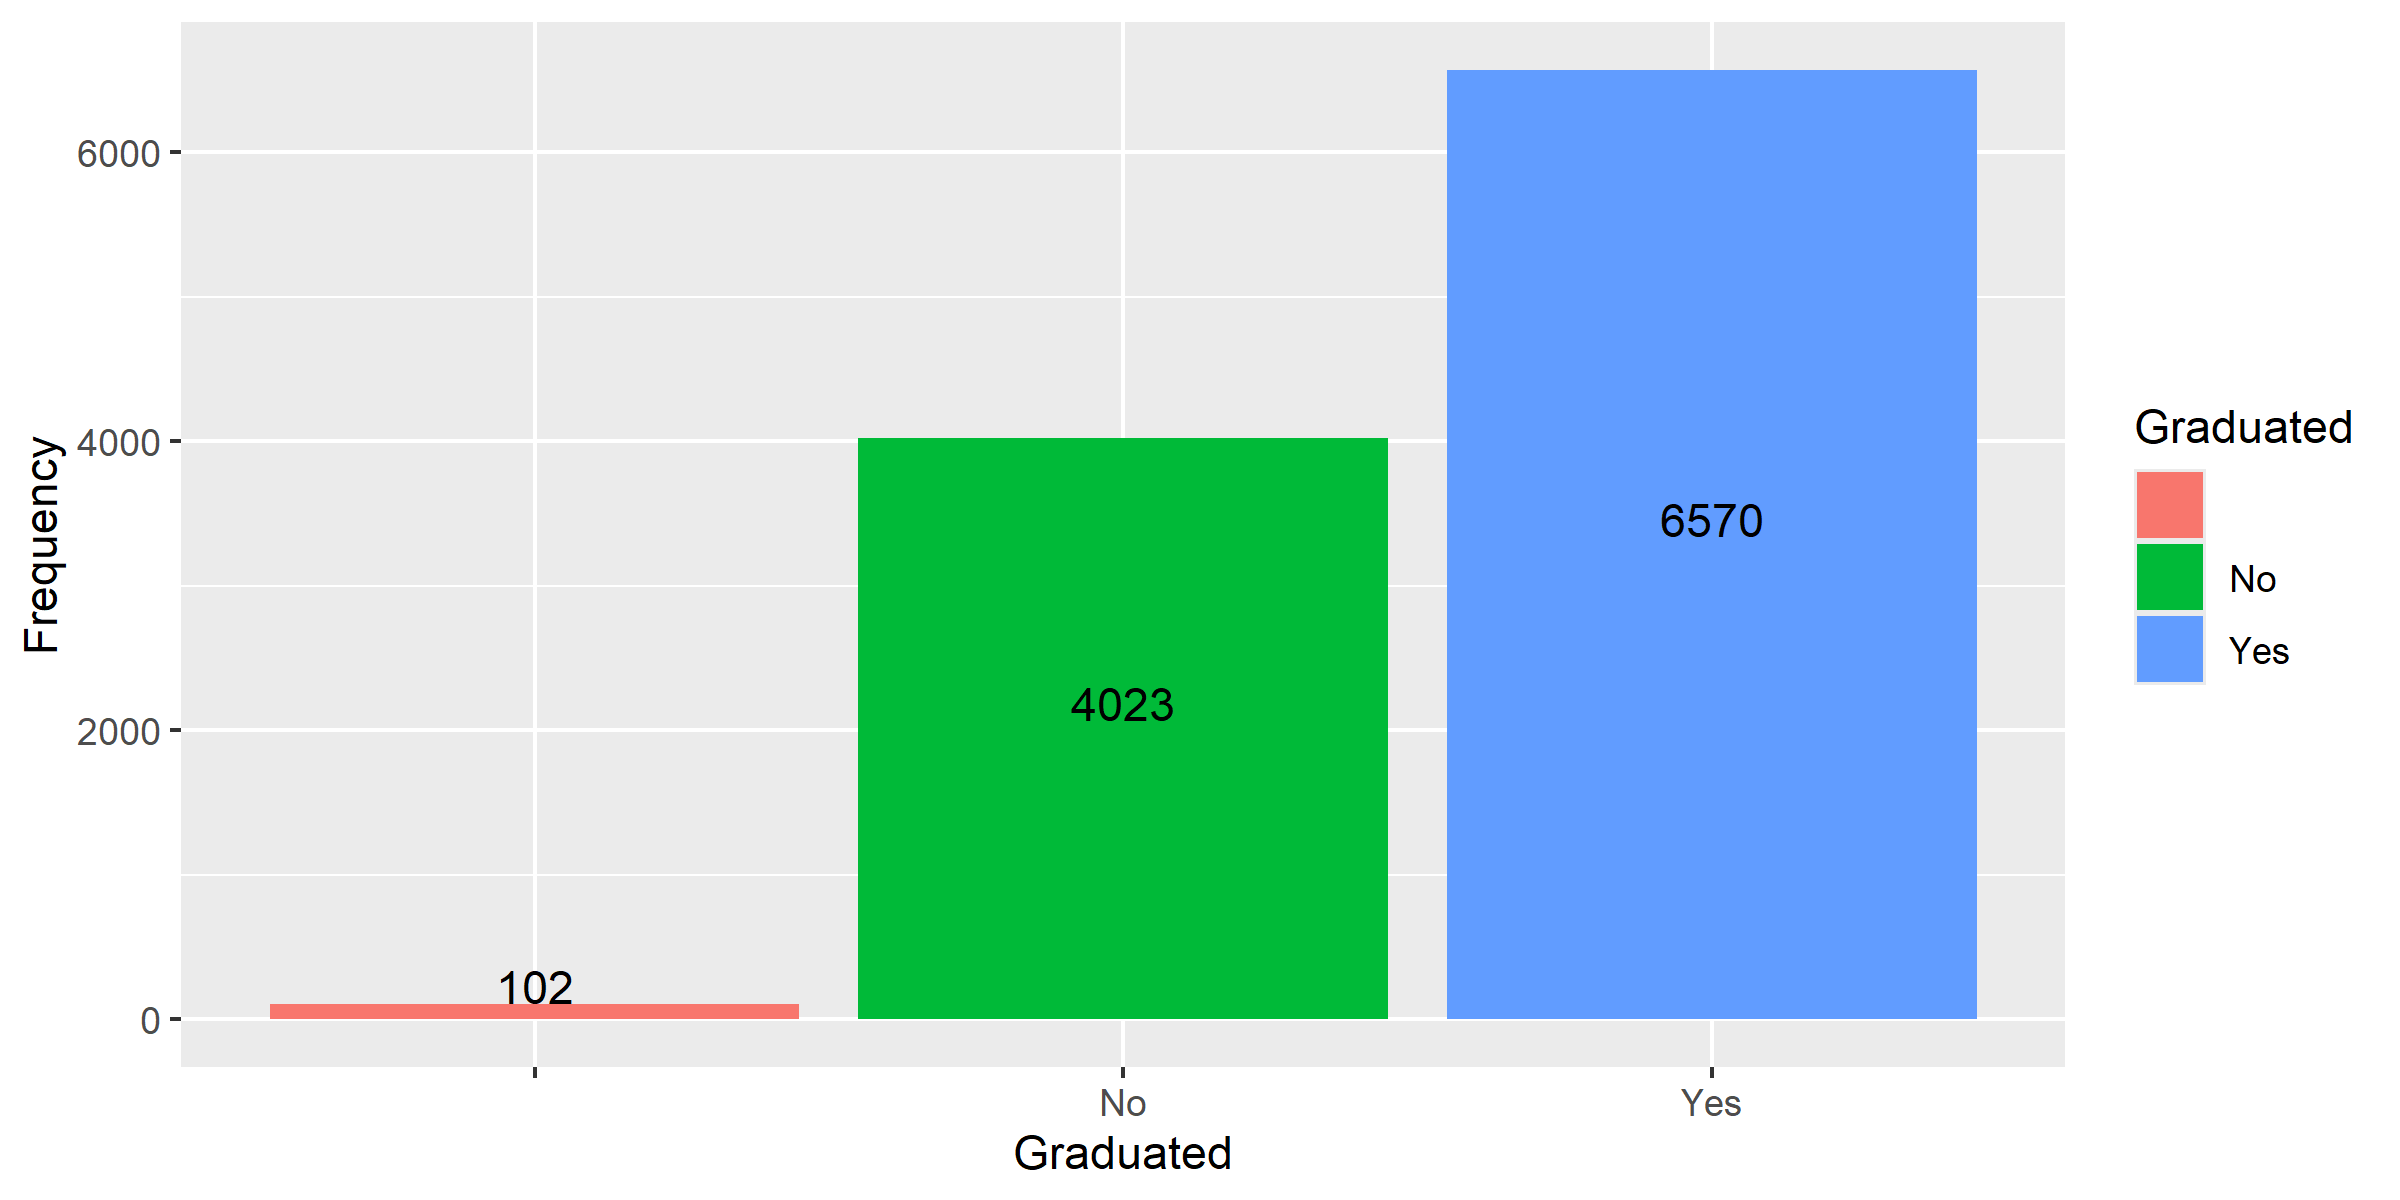 Frequency
6000
4000
2000
0
102
4023
6570
No
Yes
Graduated
Graduated
No
Yes